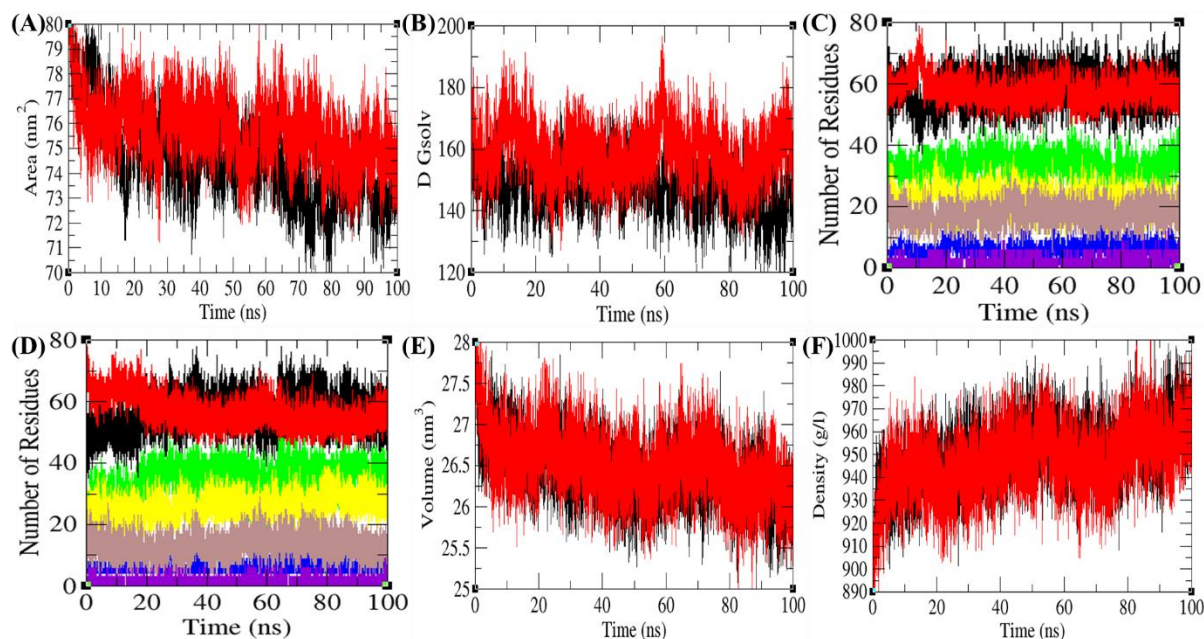 (A)
Area (nm2)
80
79
78
77
76
75
74
73
72
71
70
0 10 20 30 40 50 60 70 80 90 100
Time (ns)
(B)
D Gsolv
200
180
160
140
120
0 20 40 60 80 100
Time (ns)
(C)
Number of Residues
80
60
40
20
0
0 20 40 60 80 100
Time (ns)
(D)
Number of Residues
80
60
40
20
0
0 20 40 60 80 100
Time (ns)
(E)
Volume (nm3)
28
27.5
27
26.5
26
25.5
25
0 20 40 60 80 100
Time (ns)
(F)
Density (g/l)
1000
990
980
970
960
950
940
930
920
910
900
890
0 20 40 60 80 100
Time (ns)